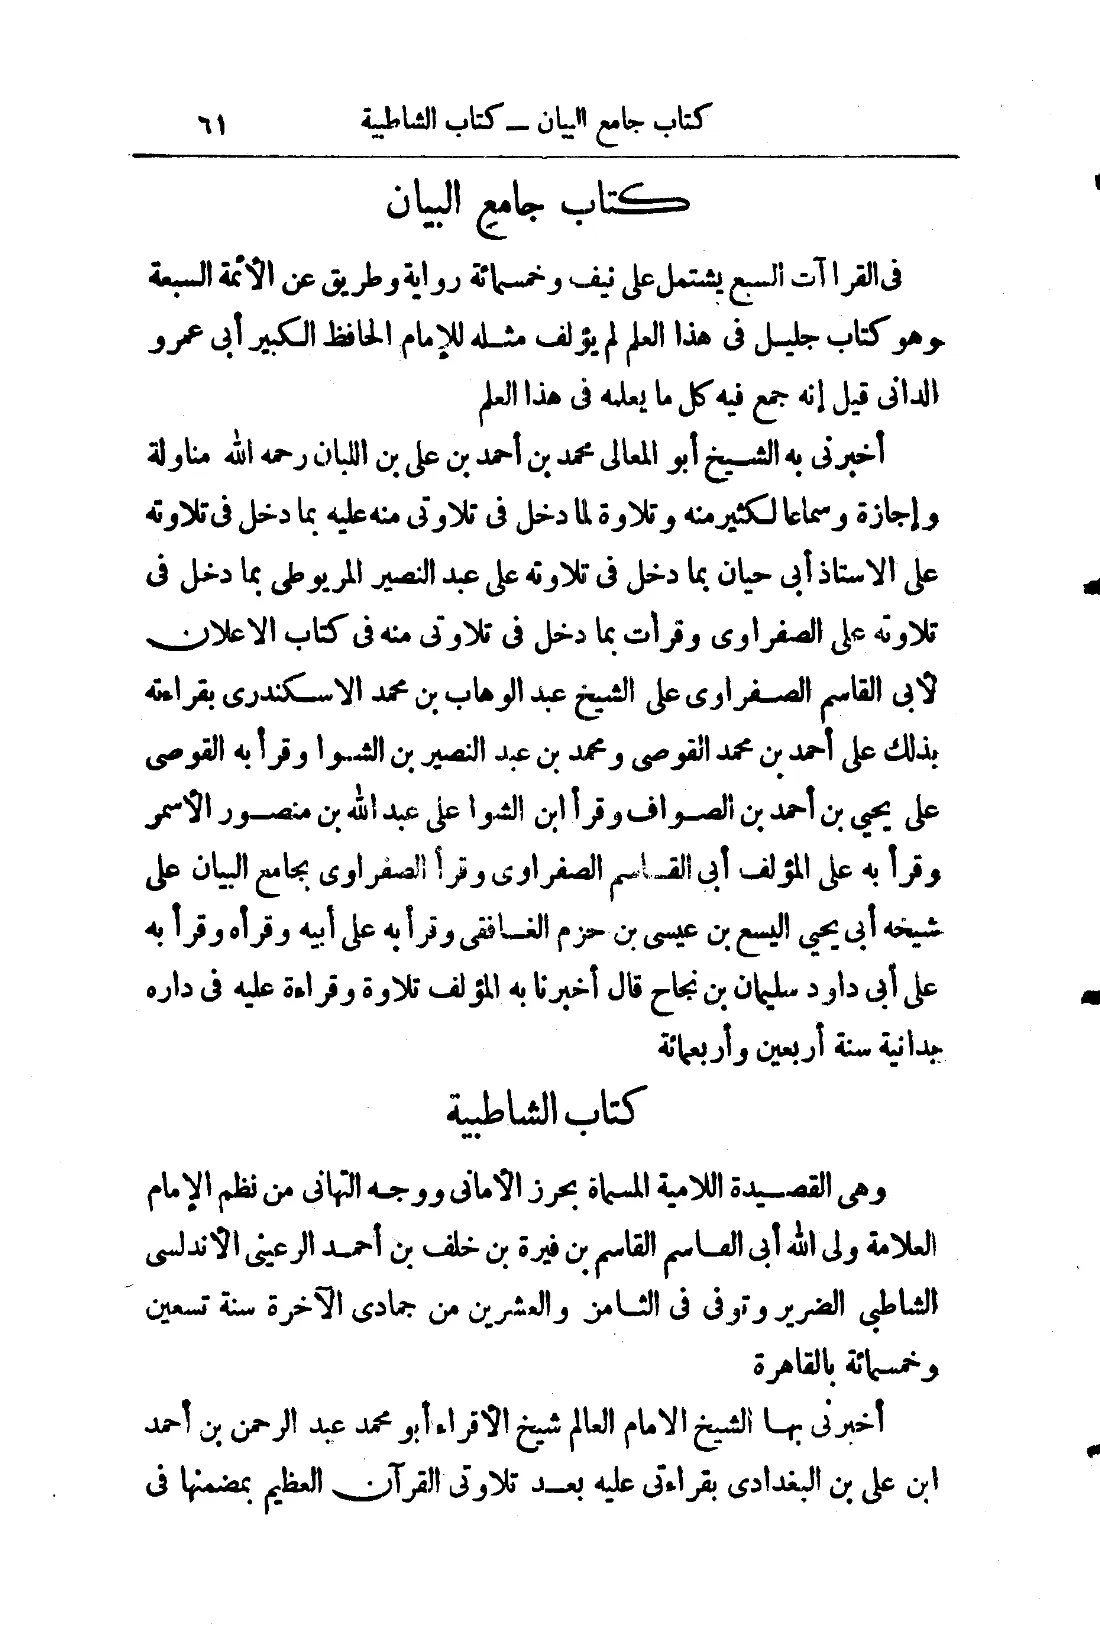 كتاب جامع البيان – كتاب الشاطبية ٦١
كتاب جامع البيان
فى القراآت السبع يشتمل على نيف وخمسمائة رواية وطريق عن الأئمة السبعة
وهو كتاب جليل فى هذا العلم لم يؤلف مثله للإمام الحافظ الكبير أبى عمرو
الدانى قيل إنه جمع فيه كل ما يعلمه فى هذا العلم
أخبرنى به الشيخ أبو المعالى محمد بن أحمد بن على بن اللبان رحمه الله مناولة
وإجازة وسماعا لكثير منه وتلاوة لما دخل فى تلاوتى منه عليه بما دخل فى تلاوته
على الاستاذ أبى حيان بما دخل فى تلاوته على عبد النصير المريوطى بما دخل فى
تلاوته على الصفراوى وقرأت بما دخل فى تلاوتى منه فى كتاب الاعلان
لأبى القاسم الصفراوى على الشيخ عبد الوهاب بن محمد الاسكندرى بقراءته
بذلك على أحمد بن محمد القوصى ومحمد بن عبد النصير بن الشوا وقرأ به القوصى
على يحيى بن أحمد بن الصواف وقرأ ابن الشوا على عبد الله بن منصور الأسمر
وقرأ به على المؤلف أبى القاسم الصفراوى وقرأ الصفراوى بجامع البيان على
شيخه أبى يحيى اليسع بن عيسى بن حزم الغافقى وقرأ به على أبيه وقرأه وقرأ به
على أبى داود سليمان بن نجاح قال أخبرنا به المؤلف تلاوة وقراءة عليه فى داره
بدانية سنة أربعين وأربعمائة
كتاب الشاطبية
وهى القصيدة اللامية المسماة بحرز الأمانى ووجه التهانى من نظم الإمام
العلامة ولى الله أبى القاسم القاسم بن فيرة بن خلف بن أحمد الرعينى الأندلسى
الشاطبي الضرير وتوفى فى الثامن والعشرين من جمادى الآخرة سنة تسعين
وخمسمائة بالقاهرة
أخبرنى بها الشيخ الامام العالم شيخ الأقراء أبو محمد عبد الرحمن بن أحمد
ابن على بن البغدادى بقراءتى عليه بعد تلاوتى القرآن العظيم بمضمنها فى